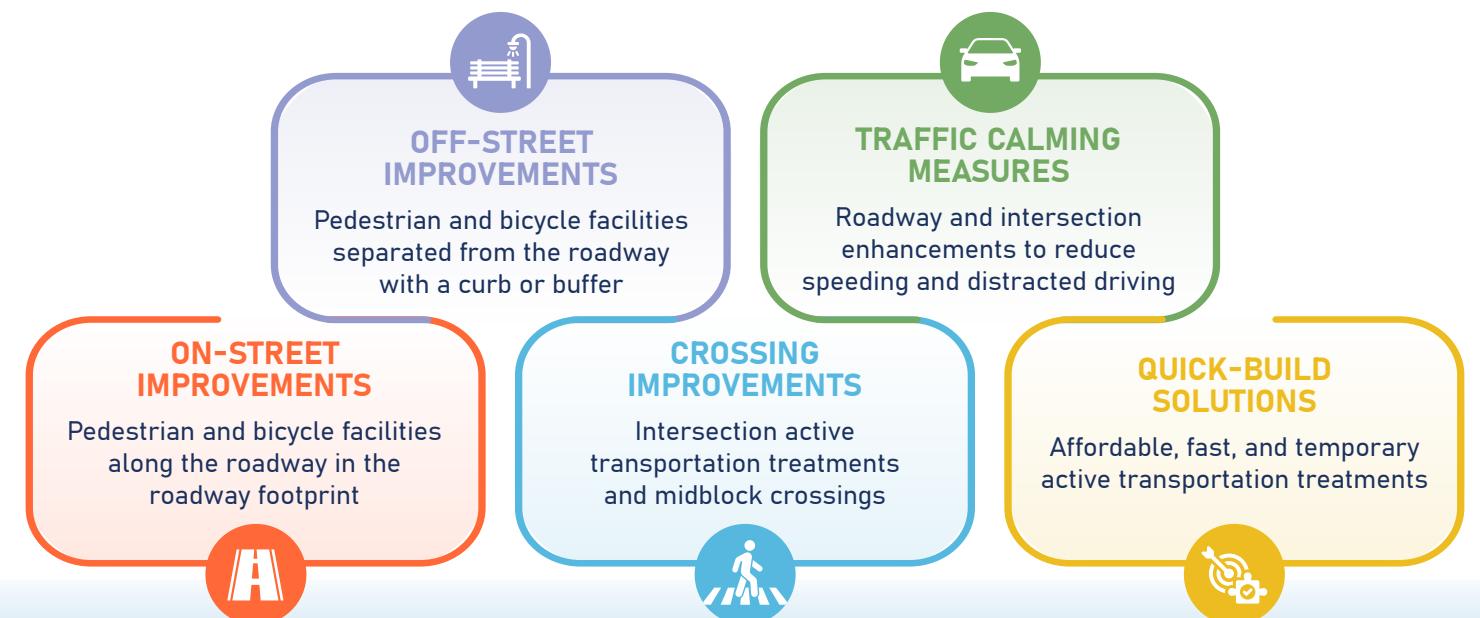 OFF-STREET
IMPROVEMENTS
Pedestrian and bicycle facilities
separated from the roadway
with a curb or buffer
TRAFFIC CALMING
MEASURES
Roadway and intersection
enhancements to reduce
speeding and distracted driving
ON-STREET
IMPROVEMENTS
Pedestrian and bicycle facilities
along the roadway in the
roadway footprint
CROSSING
IMPROVEMENTS
Intersection active
transportation treatments
and midblock crossings
QUICK-BUILD
SOLUTIONS
Affordable, fast, and temporary
active transportation treatments